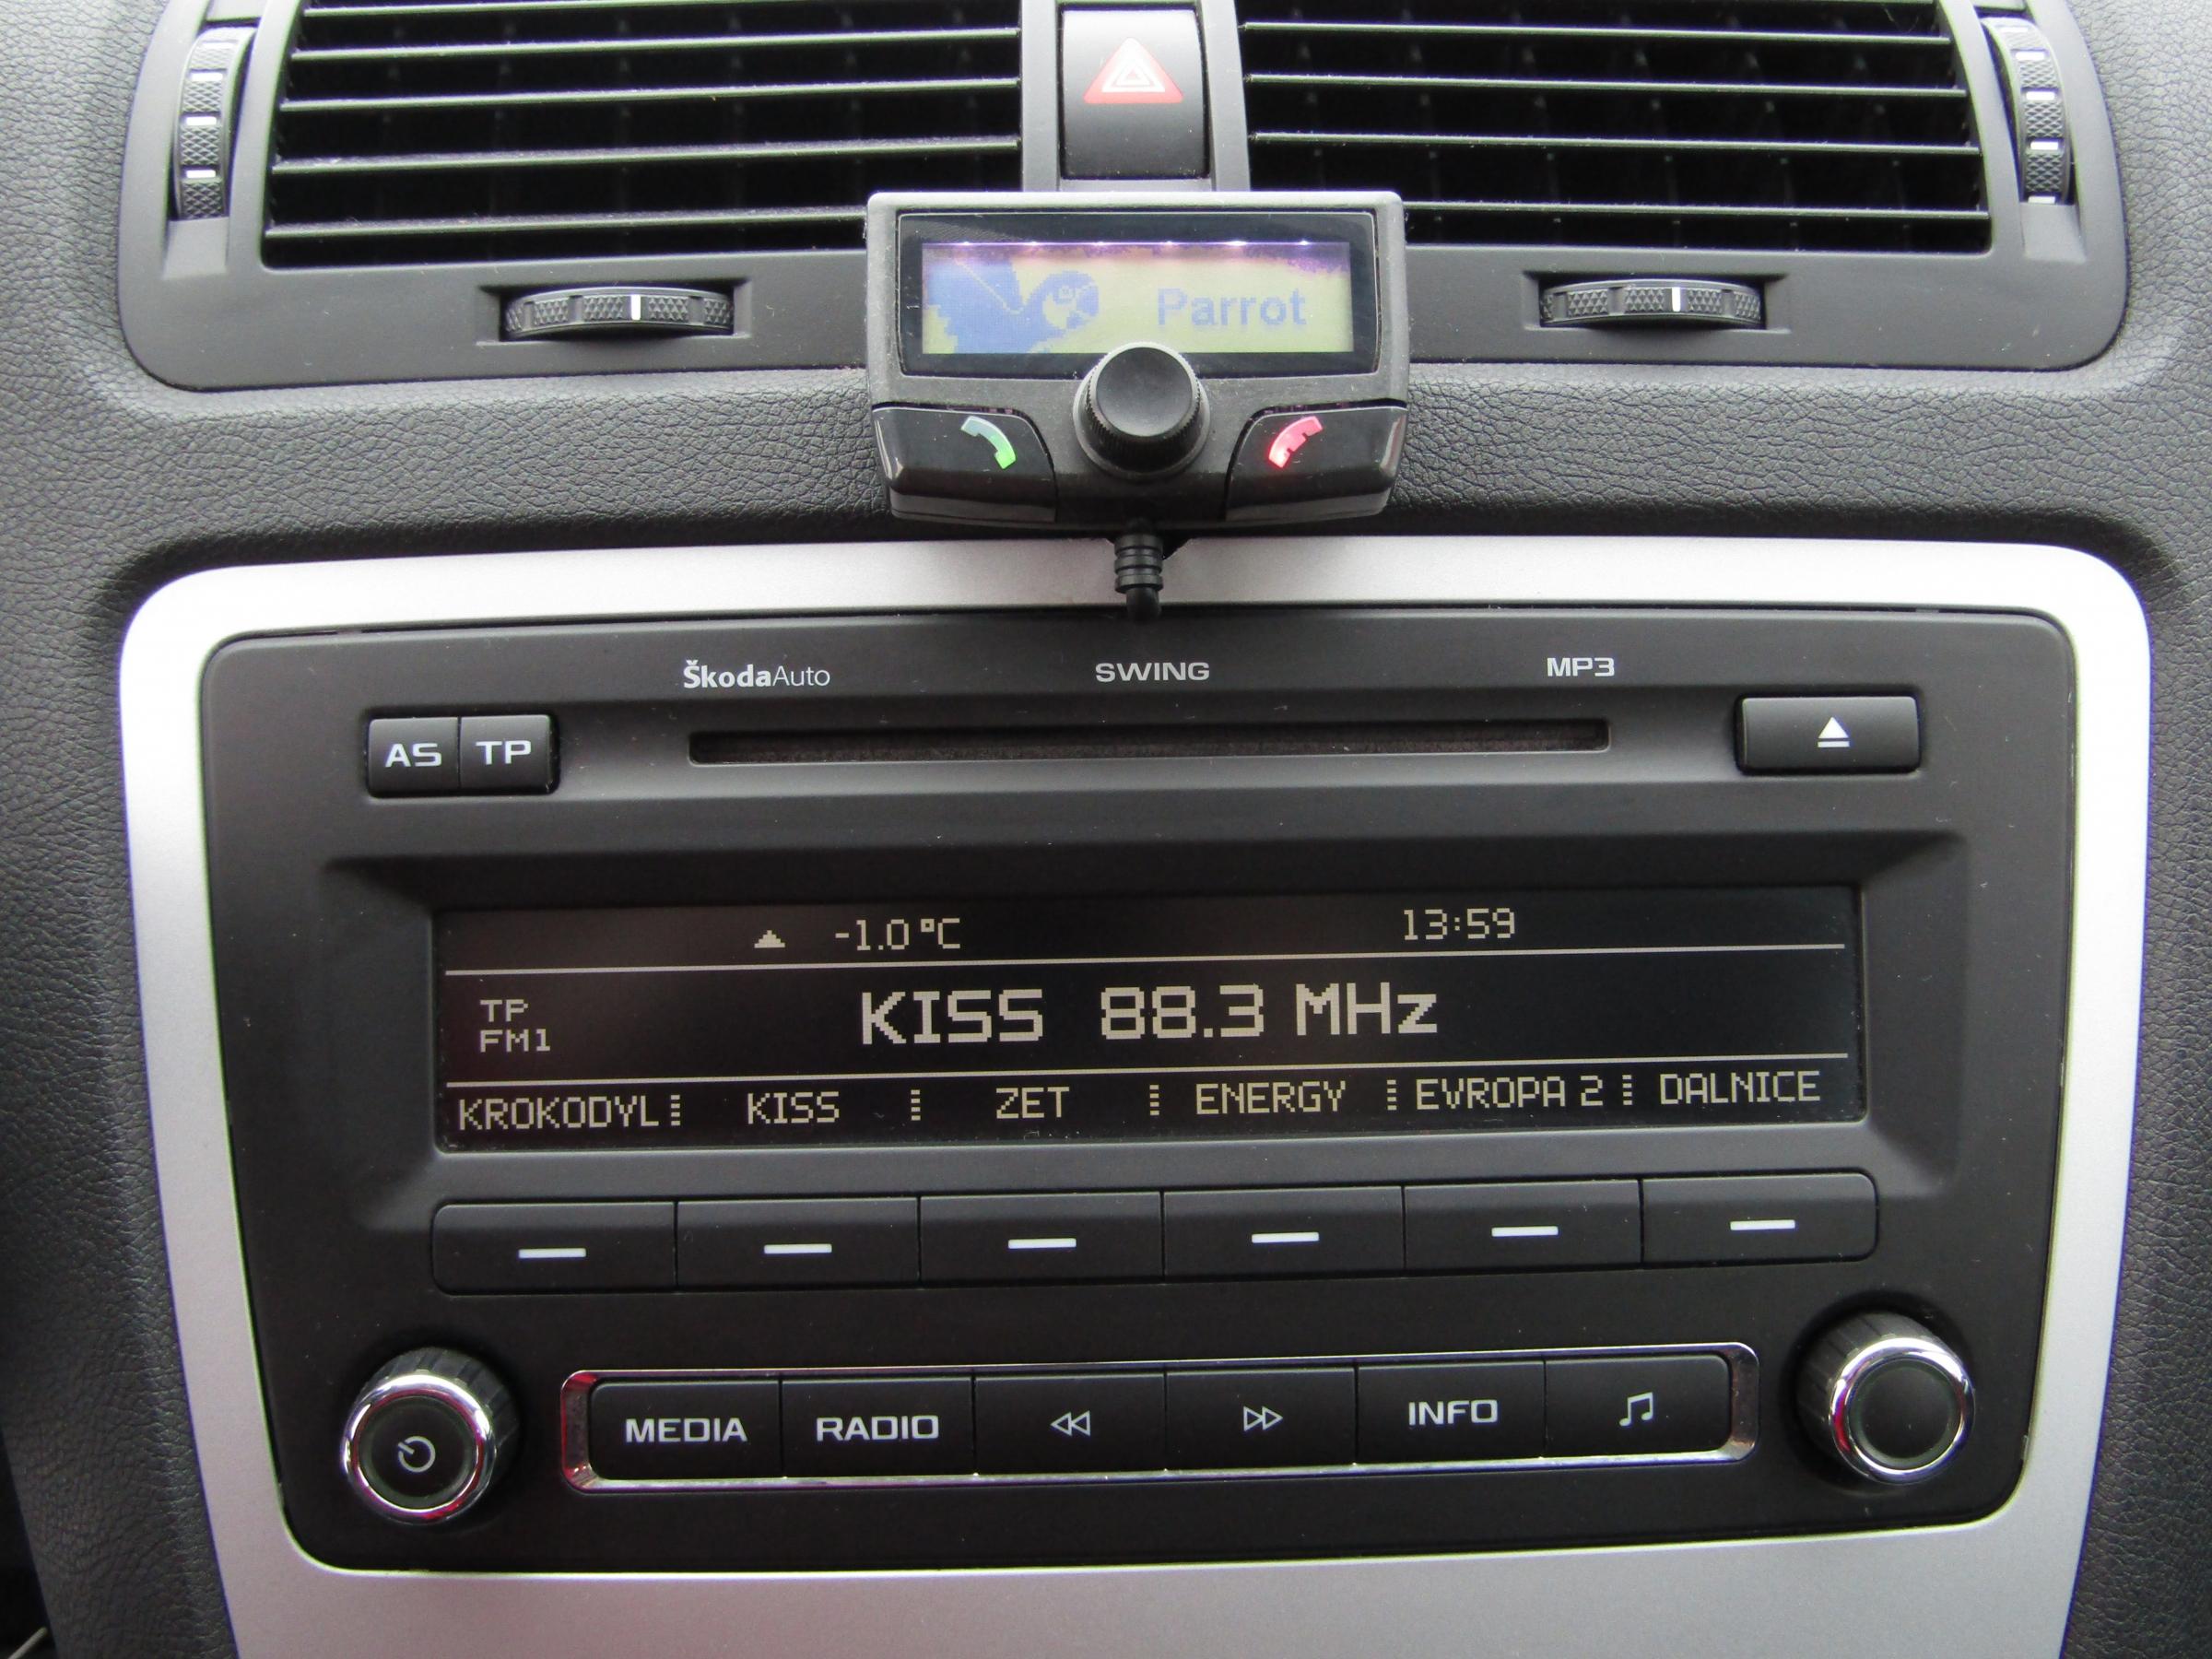 Parrot
ŠkodaAuto SWING MP3
AS TP
-1.0 °C 13:59
TP
FM1
KISS 88.3 MHz
KROKODYL KISS ZET ENERGY EVROPA 2 DALNICE
MEDIA RADIO INFO